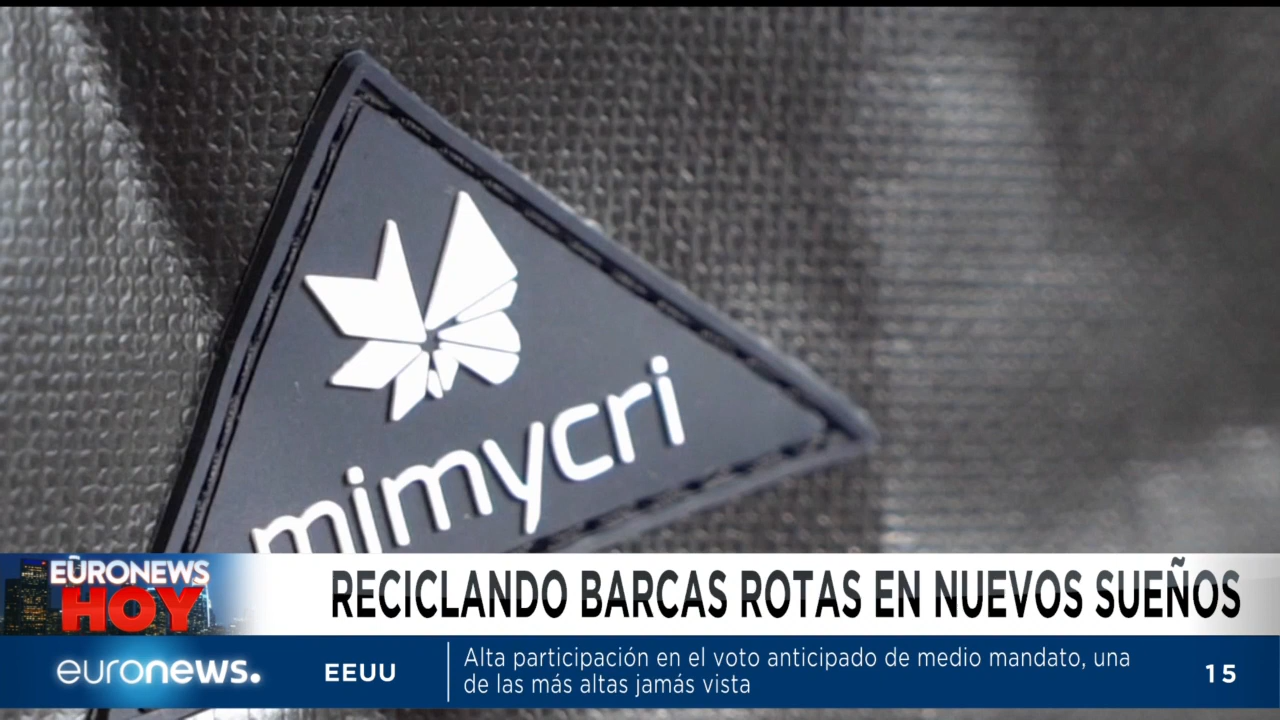 mimycri
EURONEWS
HOY
RECICLANDO BARCAS ROTAS EN NUEVOS SUEÑOS
euronews.
EEUU
Alta participación en el voto anticipado de medio mandato, una
de las más altas jamás vista
15